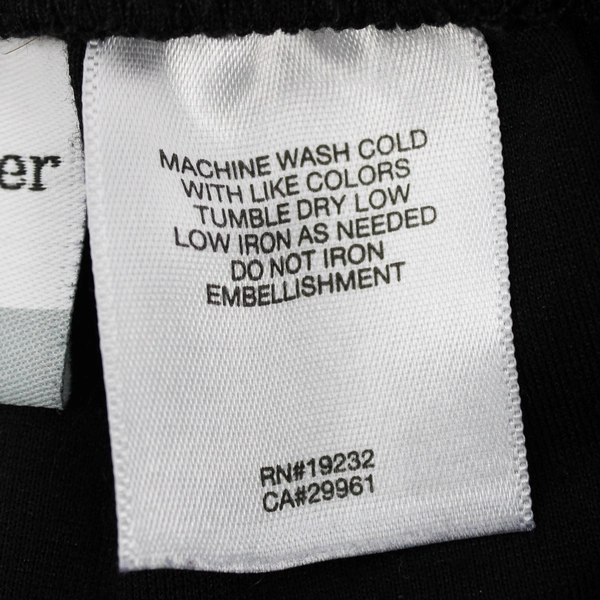 er
MACHINE WASH COLD
WITH LIKE COLORS
TUMBLE DRY LOW
LOW IRON AS NEEDED
DO NOT IRON
EMBELLISHMENT
RN#19232
CA#29961